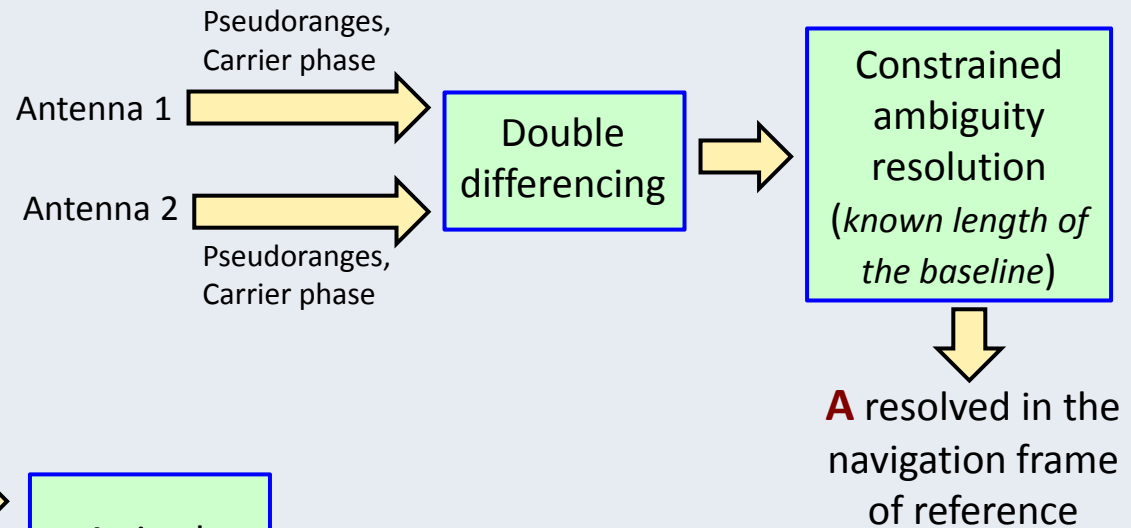 Pseudoranges,
Carrier phase
Antenna 1
Antenna 2
Pseudoranges,
Carrier phase
Double
differencing
Constrained
ambiguity
resolution
(known length of
the baseline)
A resolved in the
navigation frame
of reference